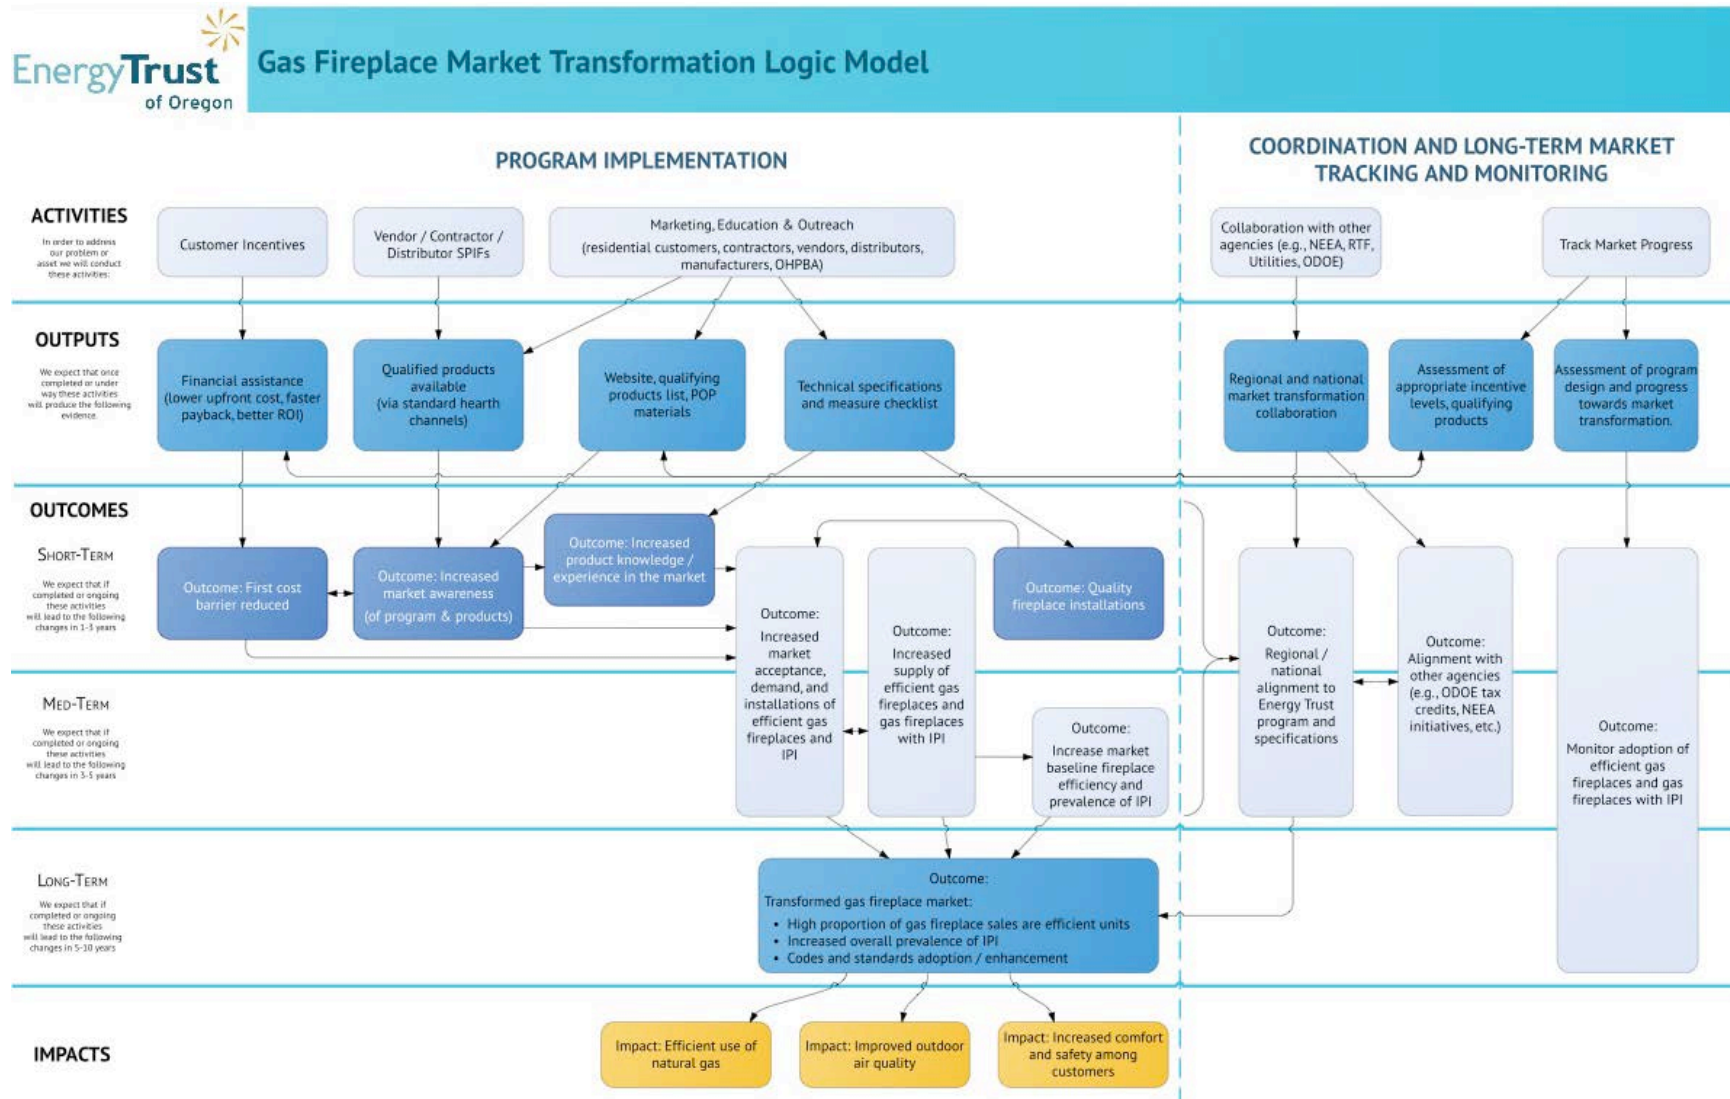 EnergyTrust
of Oregon
Gas Fireplace Market Transformation Logic Model
PROGRAM IMPLEMENTATION
COORDINATION AND LONG-TERM MARKET
TRACKING AND MONITORING
ACTIVITIES
In order to address
our problem or
asset we will conduct
these activities:
Customer Incentives
Vendor / Contractor /
Distributor SPIFs
Marketing, Education & Outreach
(residential customers, contractors, vendors, distributors,
manufacturers, OHPBA)
Collaboration with other
agencies (e.g., NEEA, RTF,
Utilities, ODOE)
Track Market Progress
OUTPUTS
We expect that once
completed or under
way these activities
will produce the following
evidence.
Financial assistance
(lower upfront cost, faster
payback, better ROI)
Qualified products
available
(via standard hearth
channels)
Website, qualifying
products list, POP
materials
Technical specifications
and measure checklist
Regional and national
market transformation
collaboration
Assessment of
appropriate incentive
levels, qualifying
products
Assessment of program
design and progress
towards market
transformation.
OUTCOMES
SHORT-TERM
We expect that if
completed or ongoing
these activities
will lead to the following
changes in 1-3 years
Outcome: First cost
barrier reduced
Outcome: Increased
market awareness
(of program & products)
Outcome: Increased
product knowledge /
experience in the market
Outcome:
Increased
market
acceptance,
demand, and
installations of
efficient gas
fireplaces and
IPI
Outcome:
Increased
supply of
efficient gas
fireplaces and
gas fireplaces
with IPI
Outcome: Quality
fireplace installations
Outcome:
Regional /
national
alignment to
Energy Trust
program and
specifications
Outcome:
Alignment with
other agencies
(e.g., ODOE tax
credits, NEEA
initiatives, etc.)
Outcome:
Monitor adoption of
efficient gas
fireplaces and gas
fireplaces with IPI
MED-TERM
We expect that if
completed or ongoing
these activities
will lead to the following
changes in 3-5 years
Outcome:
Increase market
baseline fireplace
efficiency and
prevalence of IPI
LONG-TERM
We expect that if
completed or ongoing
these activities
will lead to the following
changes in 5-10 years
Outcome:
Transformed gas fireplace market:
• High proportion of gas fireplace sales are efficient units
• Increased overall prevalence of IPI
• Codes and standards adoption / enhancement
IMPACTS
Impact: Efficient use of
natural gas
Impact: Improved outdoor
air quality
Impact: Increased comfort
and safety among
customers